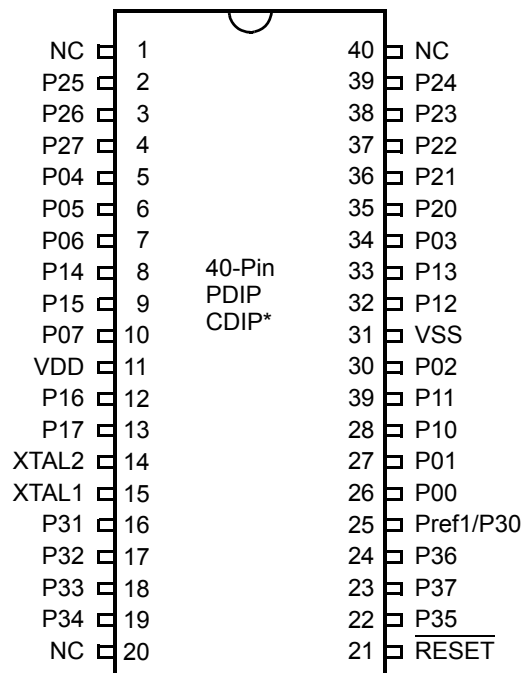 NC 1 40 NC
P25 2 39 P24
P26 3 38 P23
P27 4 37 P22
P04 5 36 P21
P05 6 35 P20
P06 7 34 P03
P14 8 40-Pin 33 P13
P15 9 PDIP 32 P12
P07 10 CDIP* 31 VSS
VDD 11 30 P02
P16 12 39 P11
P17 13 28 P10
XTAL2 14 27 P01
XTAL1 15 26 P00
P31 16 25 Pref1/P30
P32 17 24 P36
P33 18 23 P37
P34 19 22 P35
NC 20 21 RESET